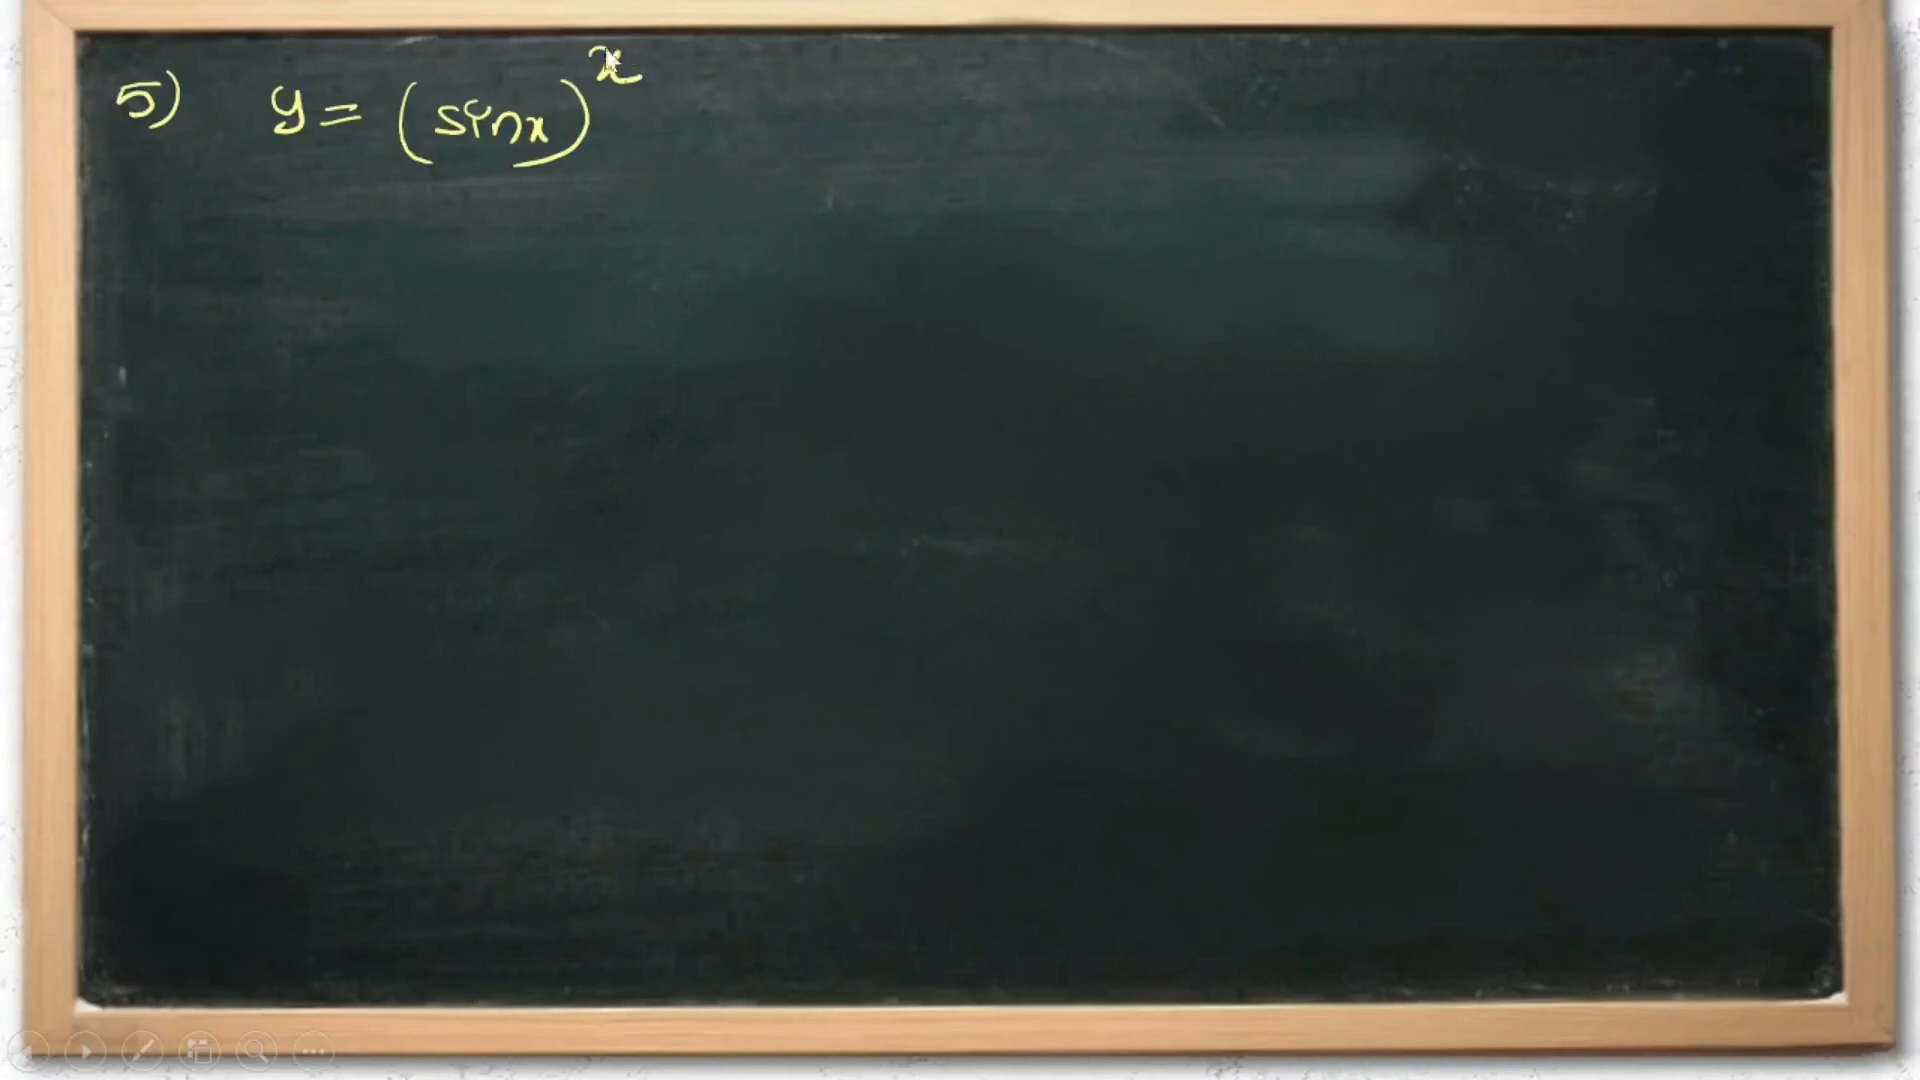 5) y = (sinx)^x